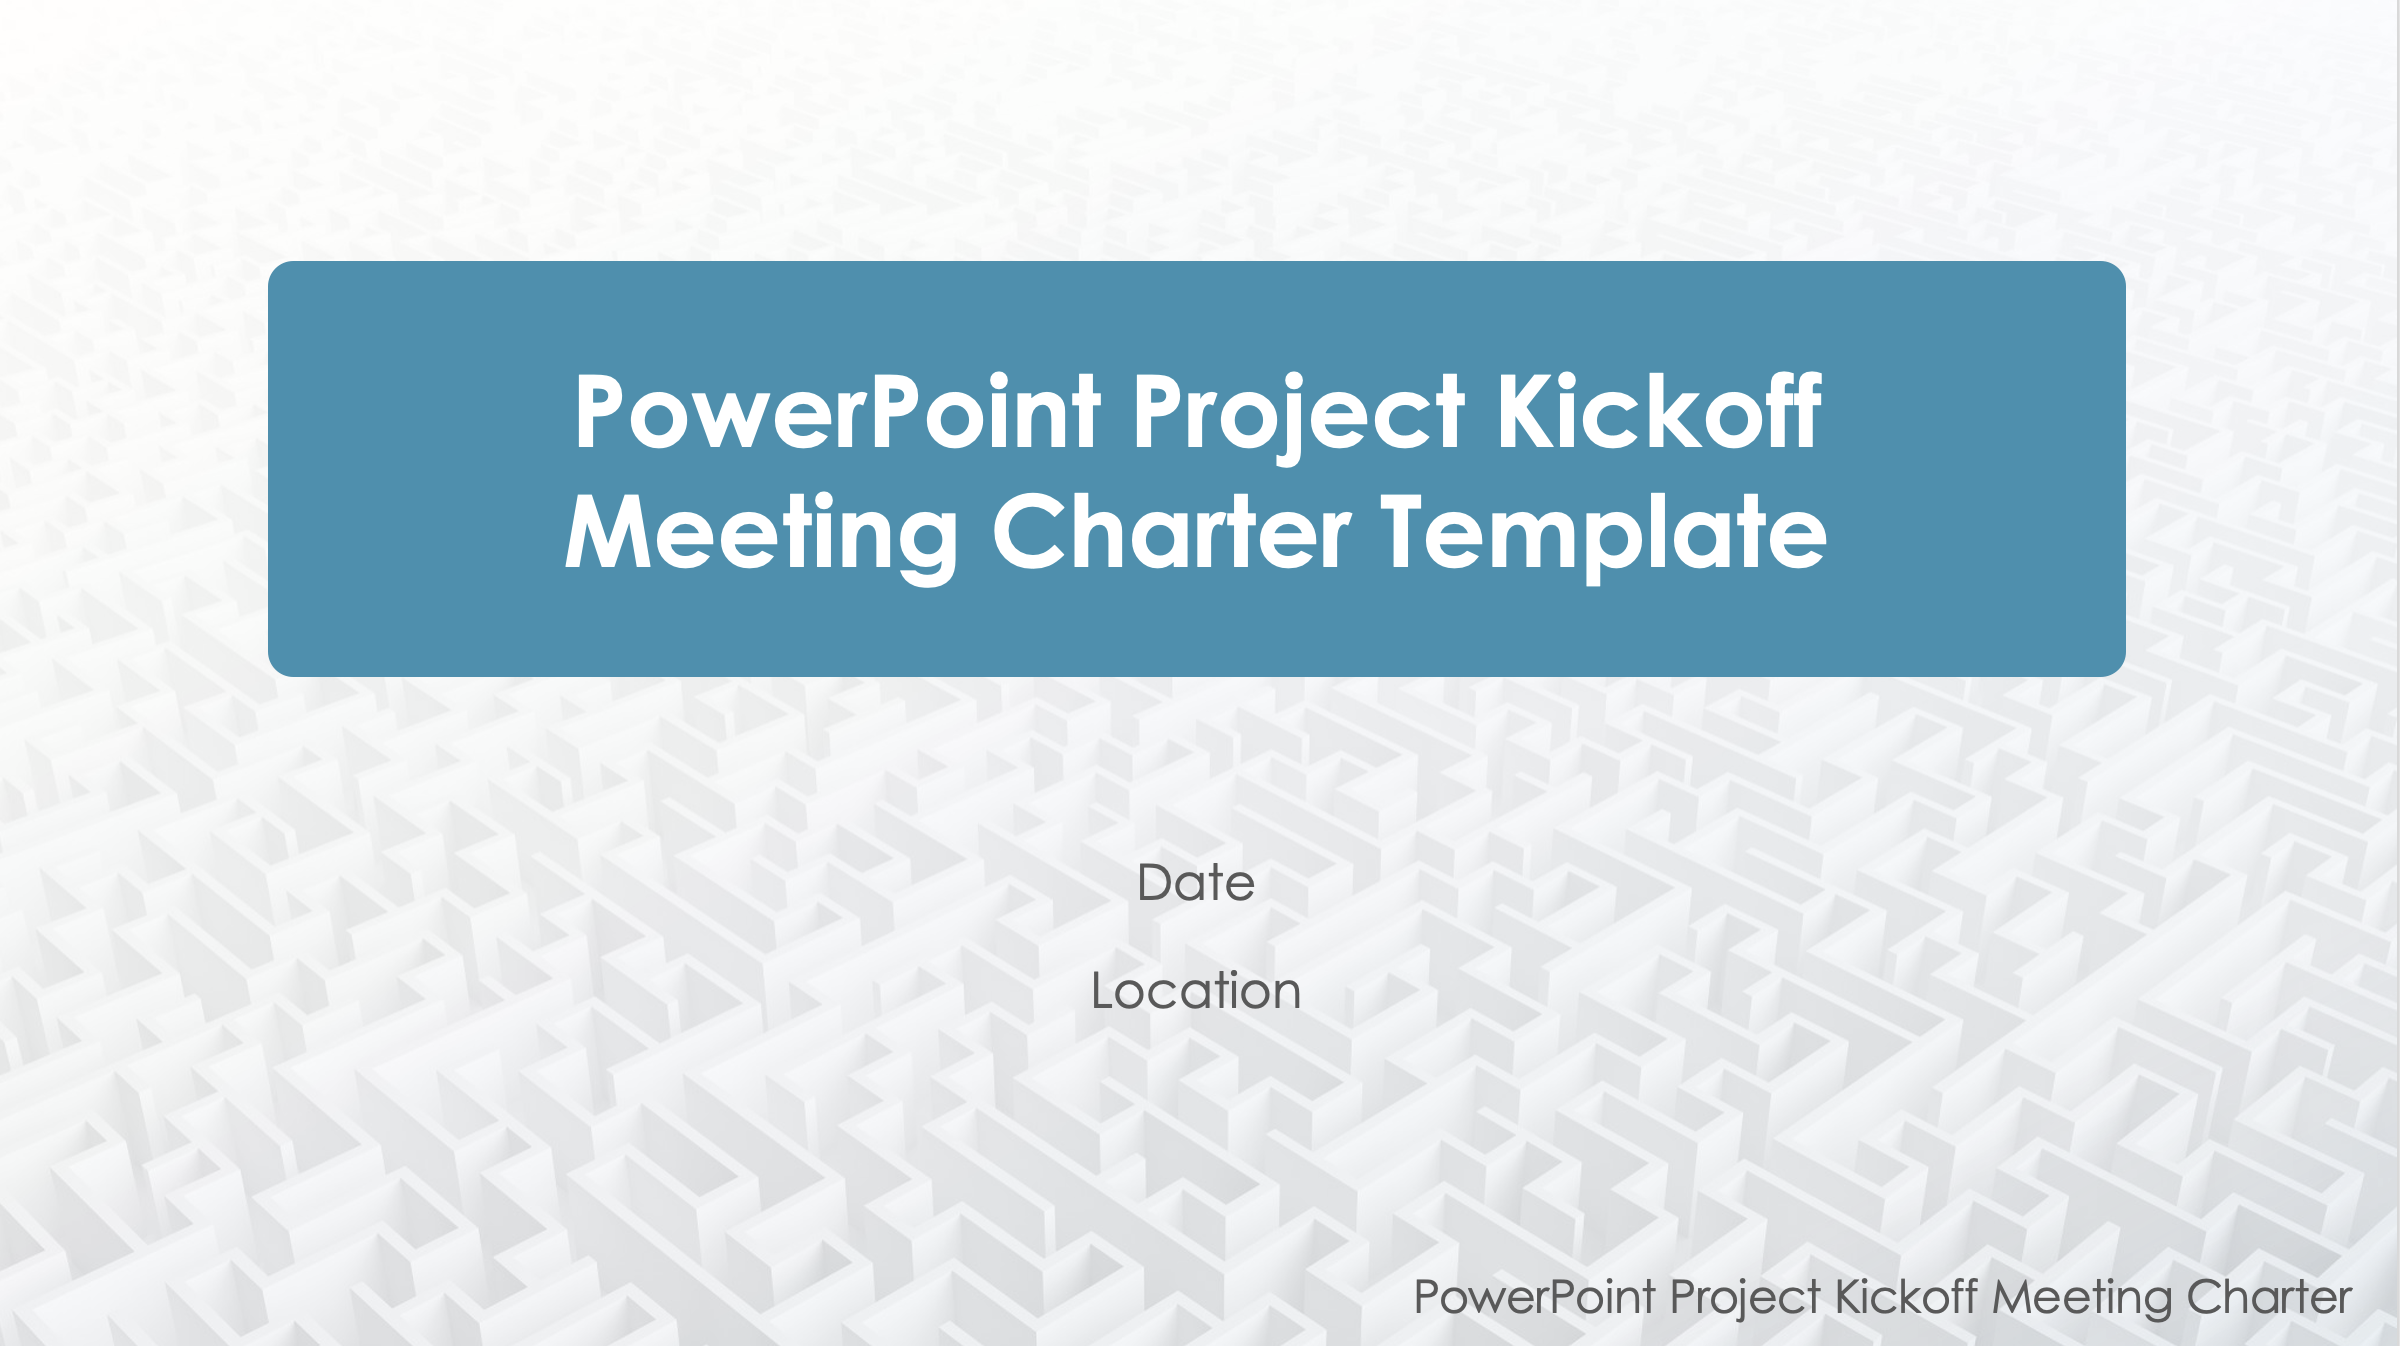 PowerPoint Project Kickoff
Meeting Charter Template
Date
Location
PowerPoint Project Kickoff Meeting Charter